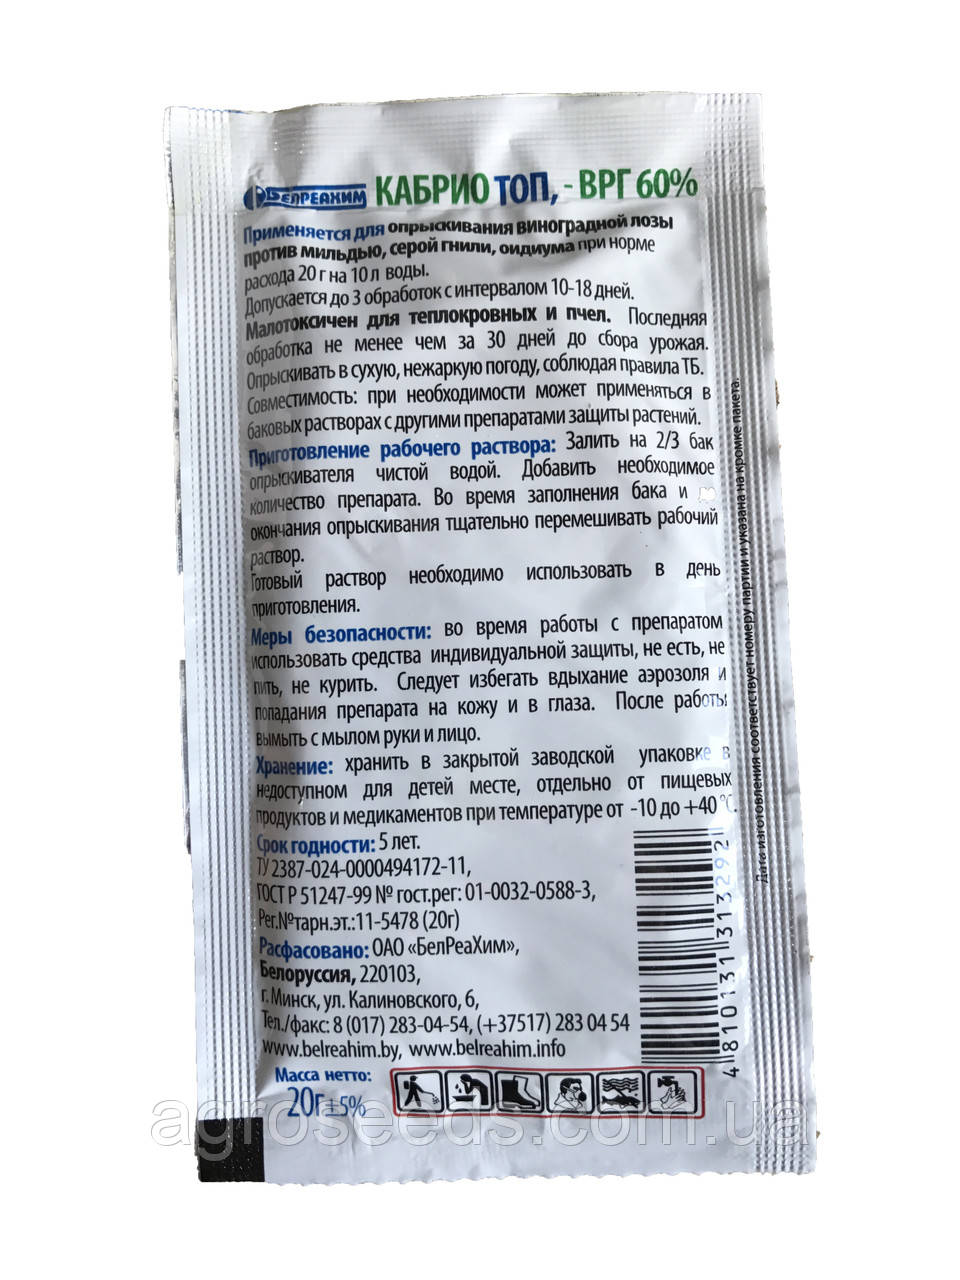 БЕЛРЕАХИМ КАБРИО ТОП, - ВРГ 60%
Применяется для опрыскивания виноградной лозы
против мильдью, серой гнили, оидиума при норме
расхода 20 г на 10 л воды.
Допускается до 3 обработок с интервалом 10-18 дней.
Малотоксичен для теплокровных и пчел. Последняя
обработка не менее чем за 30 дней до сбора урожая.
Опрыскивать в сухую, нежаркую погоду, соблюдая правила ТБ.
Совместимость: при необходимости может применяться в
баковых растворах с другими препаратами защиты растений.
Приготовление рабочего раствора: Залить на 2/3 бак
опрыскивателя чистой водой. Добавить необходимое
количество препарата. Во время заполнения бака и
окончания опрыскивания тщательно перемешивать рабочий
раствор.
Готовый раствор необходимо использовать в день
приготовления.
Меры безопасности: во время работы с препаратом
использовать средства индивидуальной защиты, не есть, не
пить, не курить. Следует избегать вдыхание аэрозоля и
попадания препарата на кожу и в глаза. После работы
вымыть с мылом руки и лицо.
Хранение: хранить в закрытой заводской упаковке в
недоступном для детей месте, отдельно от пищевых
продуктов и медикаментов при температуре от -10 до +40 °С.
Срок годности: 5 лет.
ТУ 2387-024-0000494172-11,
ГОСТ Р 51247-99 № гост.рег: 01-0032-0588-3,
Рег.№тарн.эт.:11-5478 (20г)
Расфасовано: ОАО «БелРеаХим»,
Белоруссия, 220103,
г. Минск, ул. Калиновского, 6,
Тел./факс: 8 (017) 283-04-54, (+37517) 283 04 54
www.belreahim.by, www.belreahim.info
Масса нетто:
20г±5%
4 810131 313292
Дата изготовления соответствует номеру партии и указана на кромке пакета.
agroseeds.com.ua